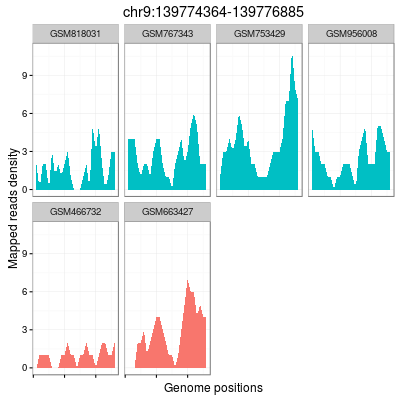 chr9:139774364-139776885
GSM818031 GSM767343 GSM753429 GSM956008
9
6
3
0
GSM466732 GSM663427
9
6
3
0
Mapped reads density
Genome positions